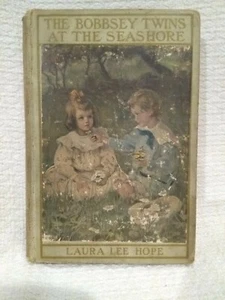 THE BOBBSEY TWINS
AT THE SEASHORE
LAURA LEE HOPE